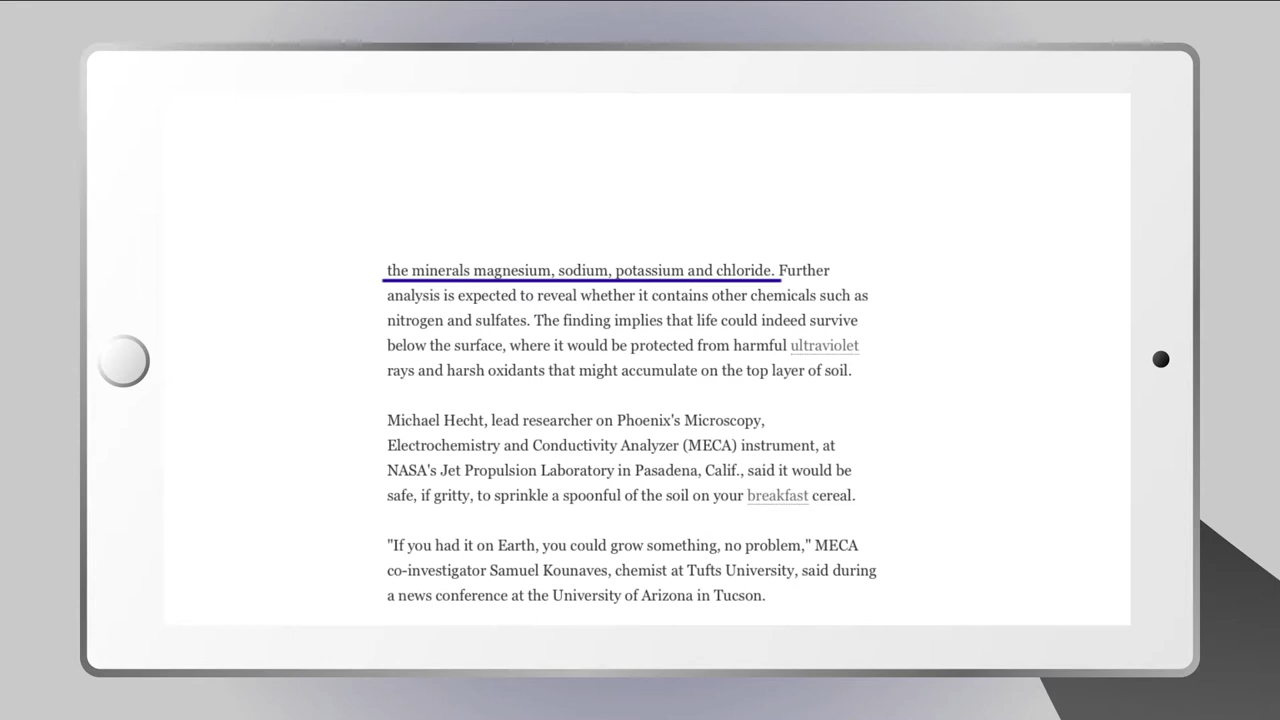 the minerals magnesium, sodium, potassium and chloride. Further
analysis is expected to reveal whether it contains other chemicals such as
nitrogen and sulfates. The finding implies that life could indeed survive
below the surface, where it would be protected from harmful ultraviolet
rays and harsh oxidants that might accumulate on the top layer of soil.
Michael Hecht, lead researcher on Phoenix's Microscopy,
Electrochemistry and Conductivity Analyzer (MECA) instrument, at
NASA's Jet Propulsion Laboratory in Pasadena, Calif., said it would be
safe, if gritty, to sprinkle a spoonful of the soil on your breakfast cereal.
"If you had it on Earth, you could grow something, no problem," MECA
co-investigator Samuel Kounaves, chemist at Tufts University, said during
a news conference at the University of Arizona in Tucson.